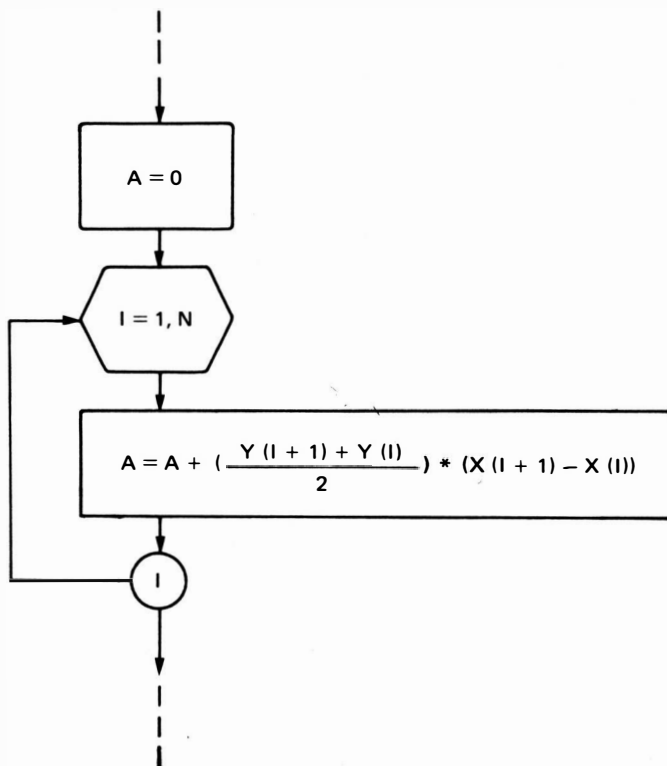 A = 0
I = 1, N
A = A + ( Y (I + 1) + Y (I) / 2 ) * (X (I + 1) – X (I))
I